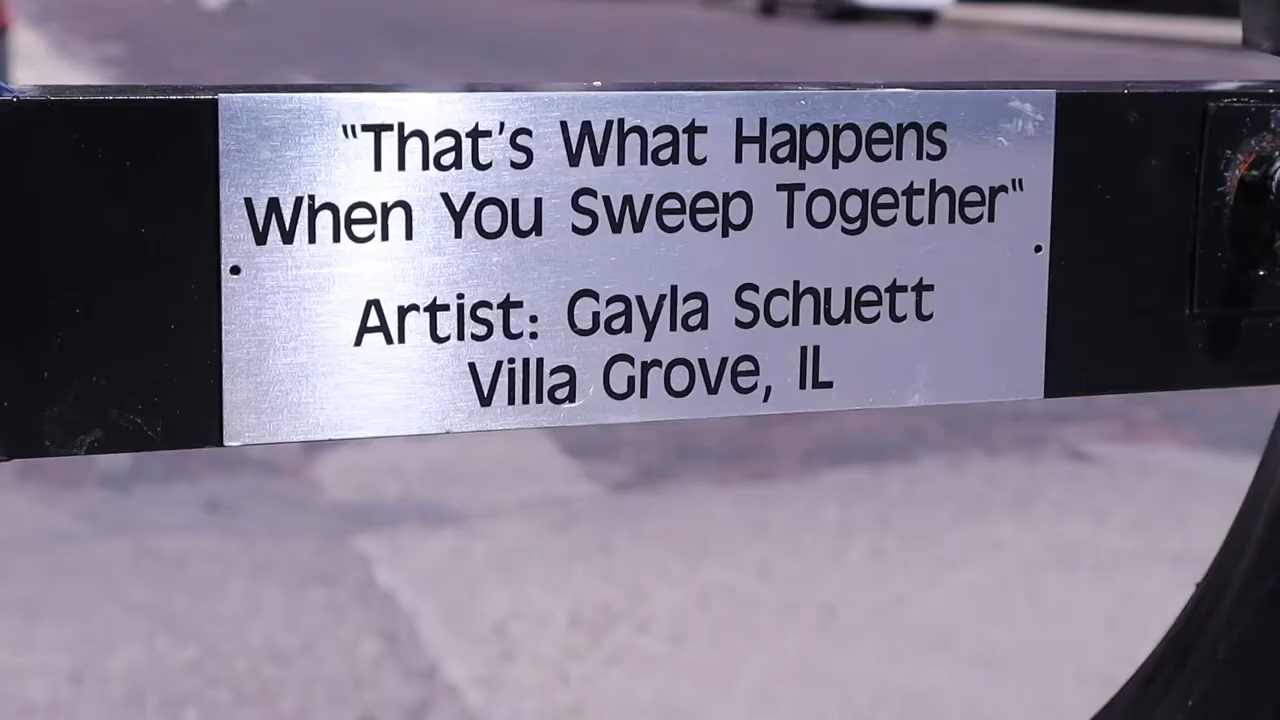 "That's What Happens
When You Sweep Together"
Artist: Gayla Schuett
Villa Grove, IL